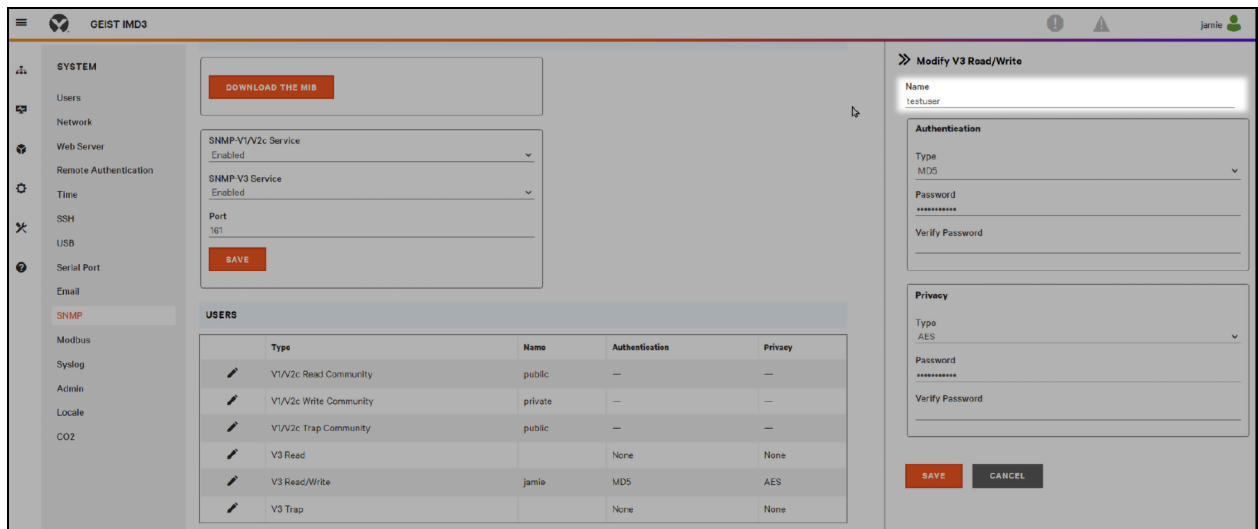 GEIST IMD3
jamie
SYSTEM
Users
Network
Web Server
Remote Authentication
Time
SSH
USB
Serial Port
Email
SNMP
Modbus
Syslog
Admin
Locale
CO2
DOWNLOAD THE MIB
SNMP-V1/V2c Service
Enabled
SNMP-V3 Service
Enabled
Port
161
SAVE
USERS
Type Name Authentication Privacy
V1/V2c Read Community public — —
V1/V2c Write Community private — —
V1/V2c Trap Community public — —
V3 Read None None
V3 Read/Write jamie MD5 AES
V3 Trap None None
Modify V3 Read/Write
Name
testuser
Authentication
Type
MD5
Password
•••••••••••
Verify Password
Privacy
Type
AES
Password
•••••••••••
Verify Password
SAVE CANCEL